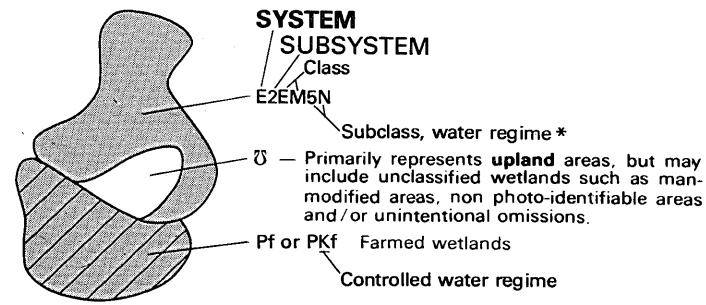 SYSTEM
SUBSYSTEM
Class
E2EM5N
Subclass, water regime *
Ʊ — Primarily represents upland areas, but may
include unclassified wetlands such as man-
modified areas, non photo-identifiable areas
and/or unintentional omissions.
Pf or PKf Farmed wetlands
Controlled water regime